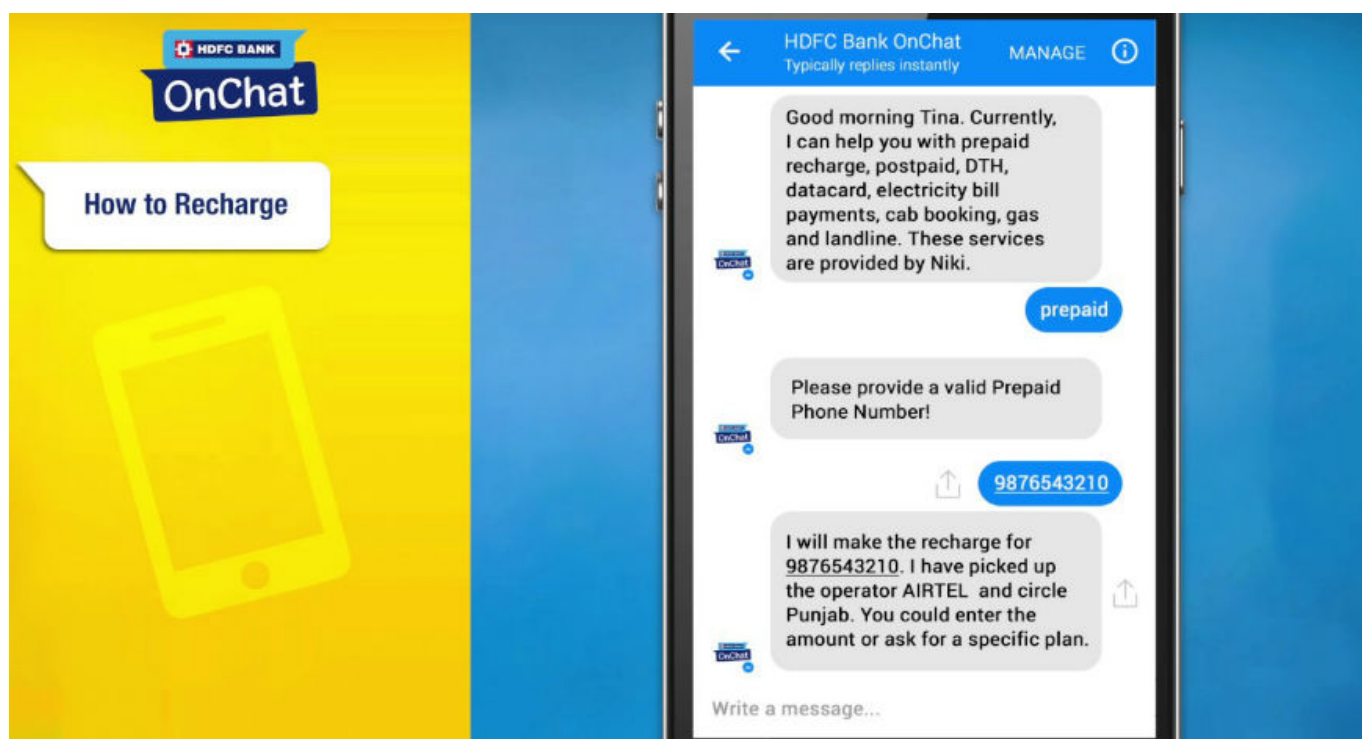 HDFC BANK
OnChat
How to Recharge
HDFC Bank OnChat
Typically replies instantly
MANAGE
Good morning Tina. Currently,
I can help you with prepaid
recharge, postpaid, DTH,
datacard, electricity bill
payments, cab booking, gas
and landline. These services
are provided by Niki.
OnChat
prepaid
Please provide a valid Prepaid
Phone Number!
OnChat
9876543210
I will make the recharge for
9876543210. I have picked up
the operator AIRTEL and circle
Punjab. You could enter the
amount or ask for a specific plan.
OnChat
Write a message...